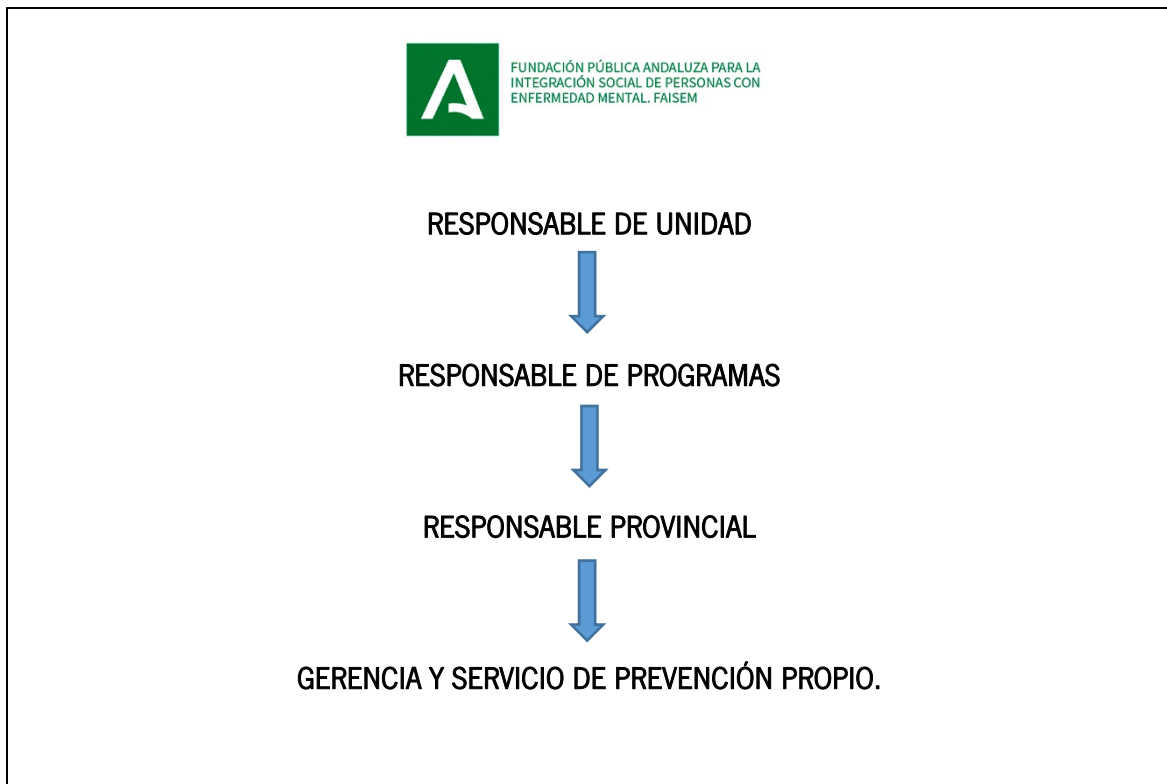 FUNDACIÓN PÚBLICA ANDALUZA PARA LA
INTEGRACIÓN SOCIAL DE PERSONAS CON
ENFERMEDAD MENTAL. FAISEM
RESPONSABLE DE UNIDAD
RESPONSABLE DE PROGRAMAS
RESPONSABLE PROVINCIAL
GERENCIA Y SERVICIO DE PREVENCIÓN PROPIO.